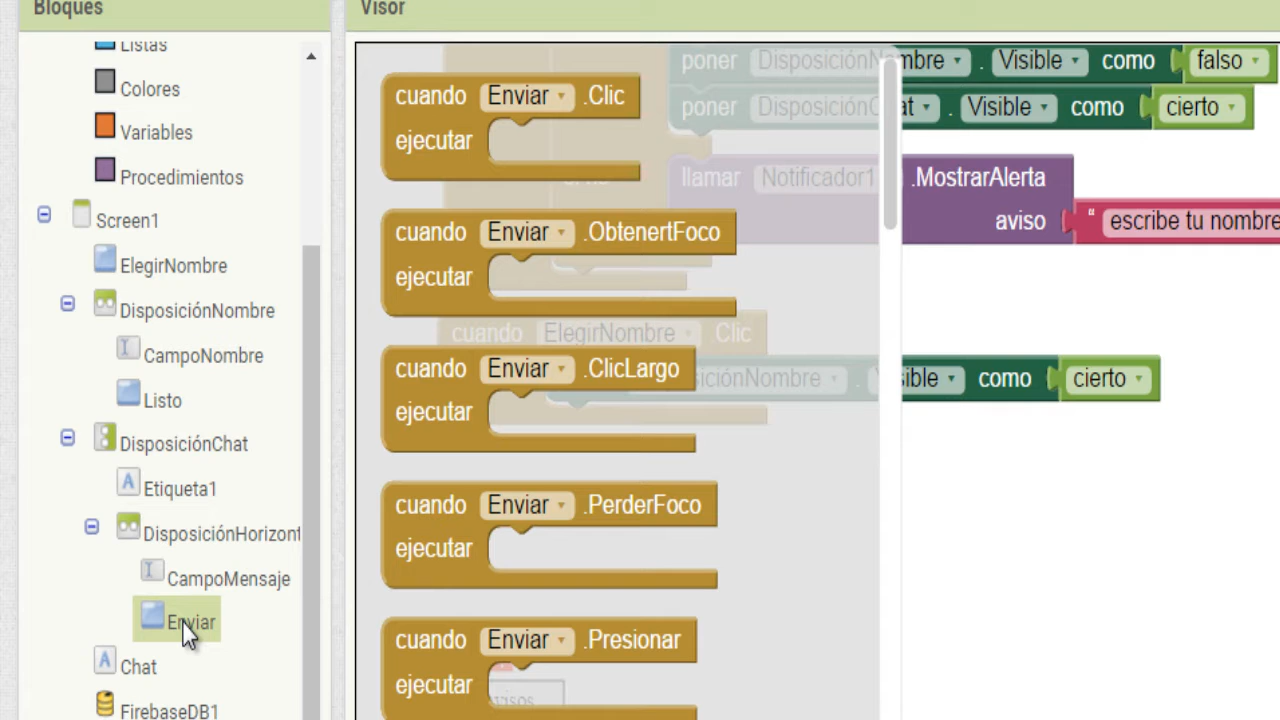 Bloques
Listas
Colores
Variables
Procedimientos
Screen1
ElegirNombre
DisposiciónNombre
CampoNombre
Listo
DisposiciónChat
Etiqueta1
DisposiciónHorizont
CampoMensaje
Enviar
Chat
FirebaseDB1
Visor
cuando Enviar .Clic
ejecutar
cuando Enviar .ObtenertFoco
ejecutar
cuando Enviar .ClicLargo
ejecutar
cuando Enviar .PerderFoco
ejecutar
cuando Enviar .Presionar
ejecutar
poner DisposiciónNombre . Visible como falso
poner DisposiciónChat . Visible como cierto
llamar Notificador1 .MostrarAlerta
aviso “ escribe tu nombre
cuando ElegirNombre .Clic
siciónNombre . Visible como cierto